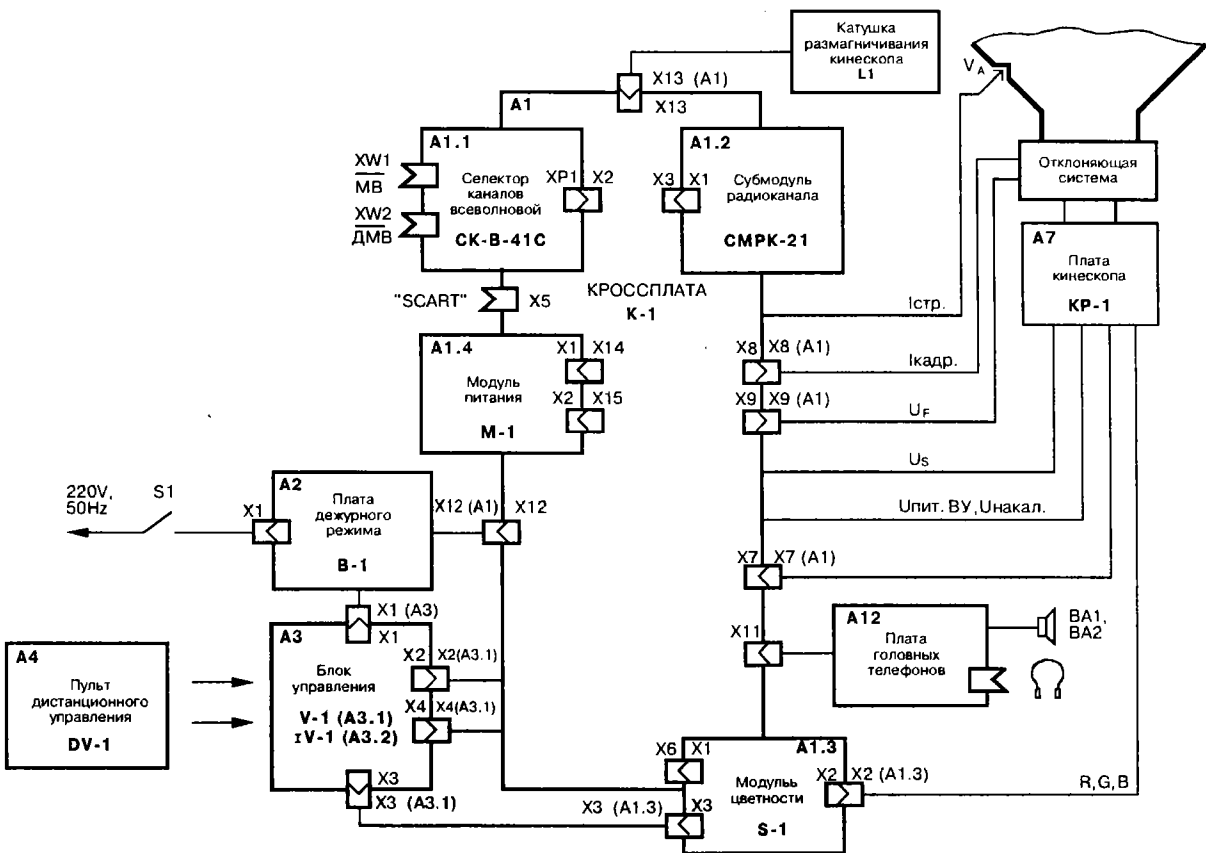 Катушка
размагничивания
кинескопа
L1
X13 (A1)
X13
A1
V A
A1.1
XW1
МВ
XW2
ДМВ
Селектор
каналов
всеволновой
СК-В-41С
XP1 X2
A1.2
X3 X1
Субмодуль
радиоканала
СМРК-21
Отклоняющая
система
A7
Плата
кинескопа
KP-1
"SCART"
X5
КРОССПЛАТА
K-1
Iстр.
A1.4
X1 X14
Модуль
питания
X2 X15
M-1
X8 X8 (A1)
Iкадр.
X9 X9 (A1)
UF
US
Uпит. ВУ, Uнакал.
220V,
50Hz
S1
X1
A2
Плата
дежурного
режима
B-1
X12 (A1)
X12
X7 X7 (A1)
X1 (A3)
X1
A3
Блок
управления
V-1 (A3.1)
IV-1 (A3.2)
X2 X2(A3.1)
X4 X4(A3.1)
X3
X3 (A3.1)
A4
Пульт
дистанционного
управления
DV-1
X11
A12
Плата
головных
телефонов
BA1,
BA2
A1.3
X6 X1
X3 (A1.3)
X3
Модульь
цветности
S-1
X2 X2 (A1.3)
R,G,B